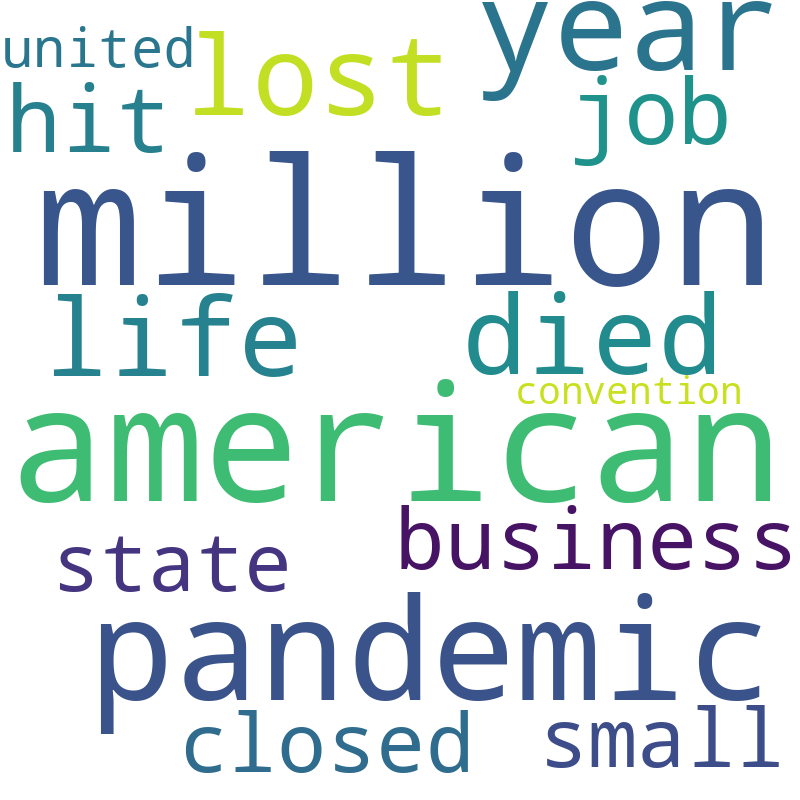 united
lost
year
hit
job
million
life
died
convention
american
business
state
pandemic
closed
small